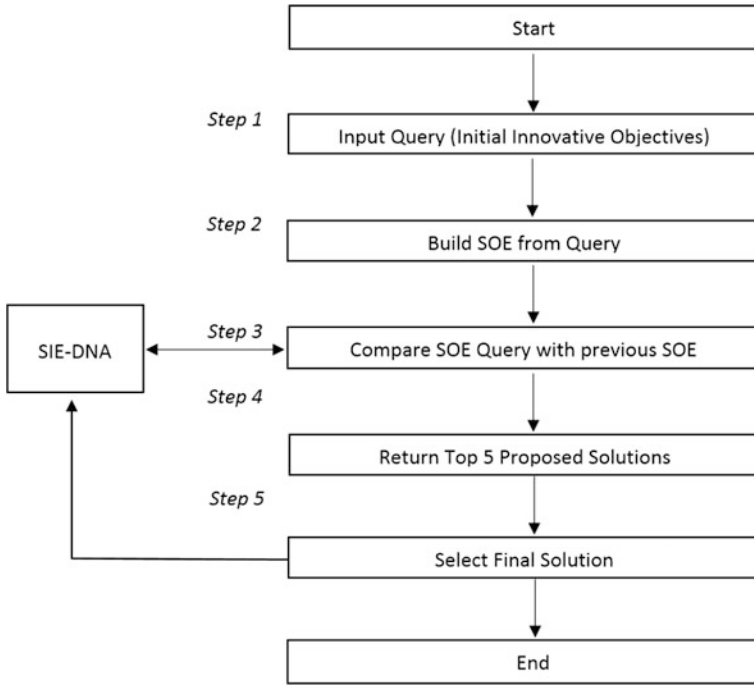 Start
Step 1
Input Query (Initial Innovative Objectives)
Step 2
Build SOE from Query
SIE-DNA
Step 3
Compare SOE Query with previous SOE
Step 4
Return Top 5 Proposed Solutions
Step 5
Select Final Solution
End